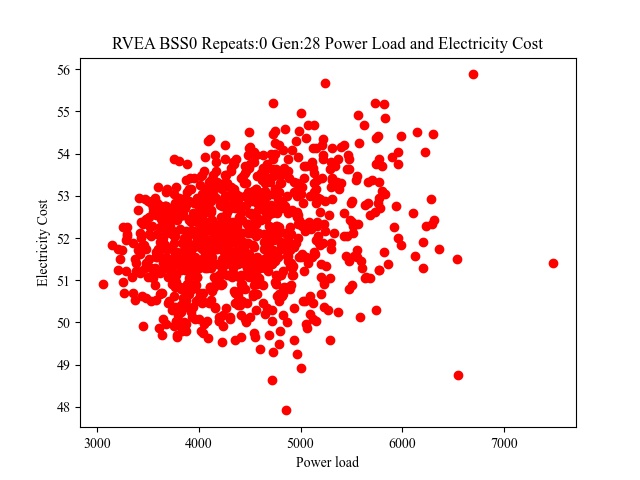 RVEA BSS0 Repeats:0 Gen:28 Power Load and Electricity Cost
56
55
54
53
52
51
50
49
48
Electricity Cost
3000 4000 5000 6000 7000
Power load